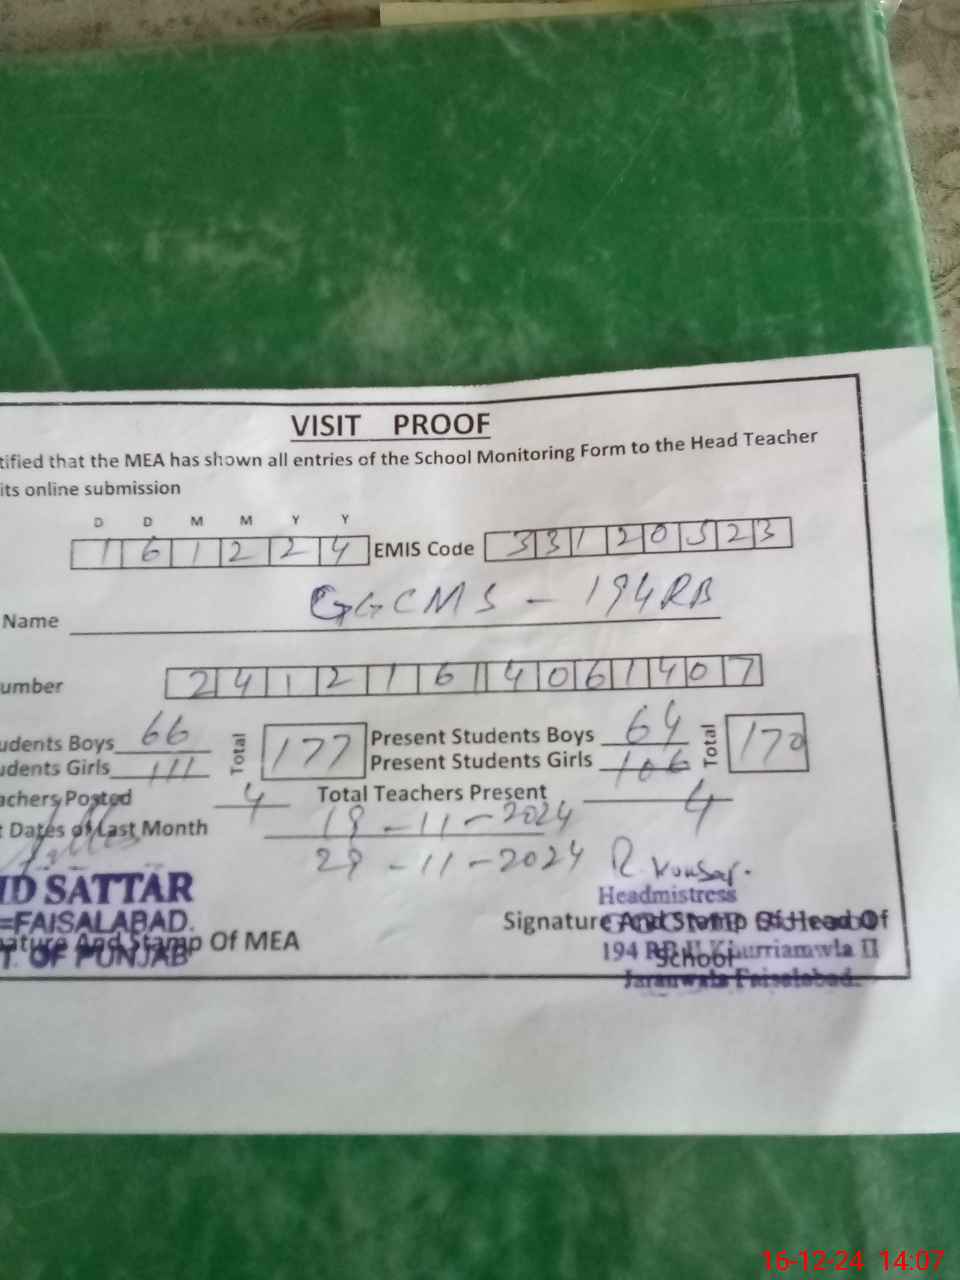 VISIT PROOF
tified that the MEA has shown all entries of the School Monitoring Form to the Head Teacher
its online submission
D D M M Y Y
1 6 1 2 2 4 EMIS Code 3 3 1 2 0 5 2 3
Name GGCMS - 194RB
umber 2 4 1 2 1 6 4 0 6 1 4 0 7
udents Boys 66 Total 177 Present Students Boys 64 Total 170
udents Girls 111 Present Students Girls 106
achers Posted 4 Total Teachers Present 4
t Dates of Last Month 19-11-2024
29-11-2024
ID SATTAR Headmistress
=FAISALABAD. Signature And Stamp Of Head Of
nature And Stamp Of MEA School
T. OF PUNJAB 194 RB
Jaranwala Faisalabad.
16-12-24 14:07